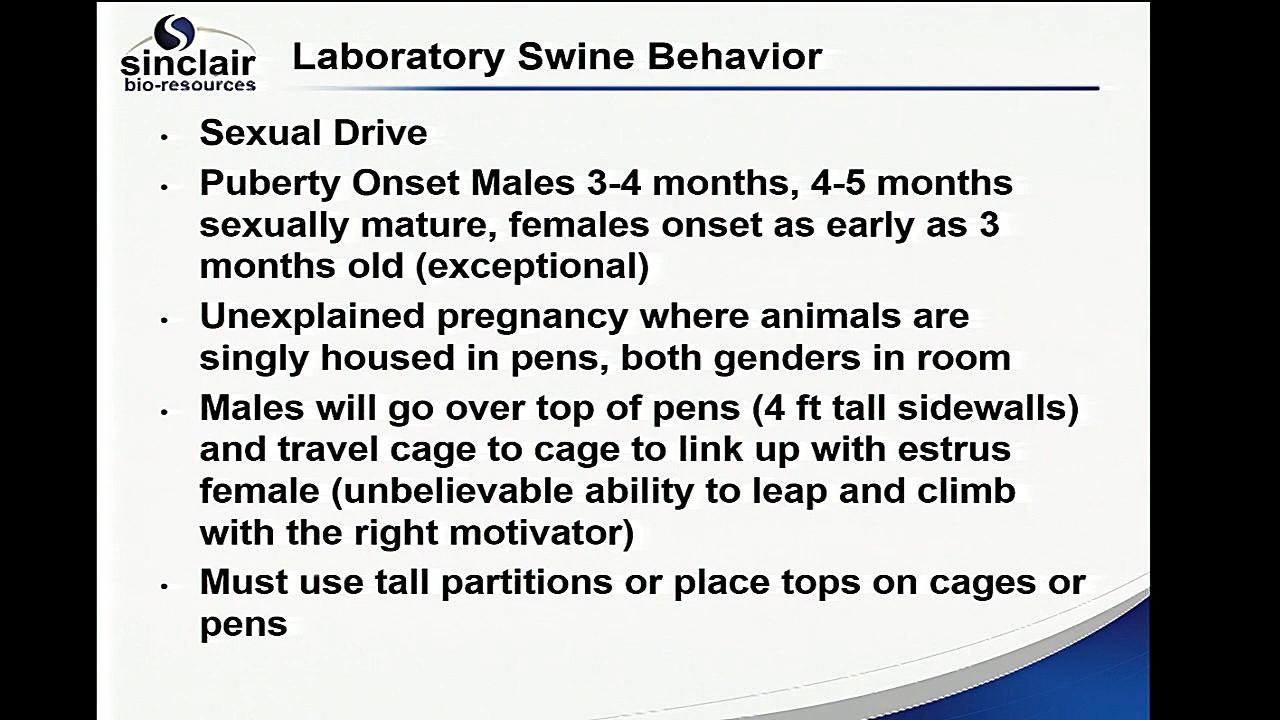 sinclair
bio-resources
Laboratory Swine Behavior
• Sexual Drive
• Puberty Onset Males 3-4 months, 4-5 months
sexually mature, females onset as early as 3
months old (exceptional)
• Unexplained pregnancy where animals are
singly housed in pens, both genders in room
• Males will go over top of pens (4 ft tall sidewalls)
and travel cage to cage to link up with estrus
female (unbelievable ability to leap and climb
with the right motivator)
• Must use tall partitions or place tops on cages or
pens